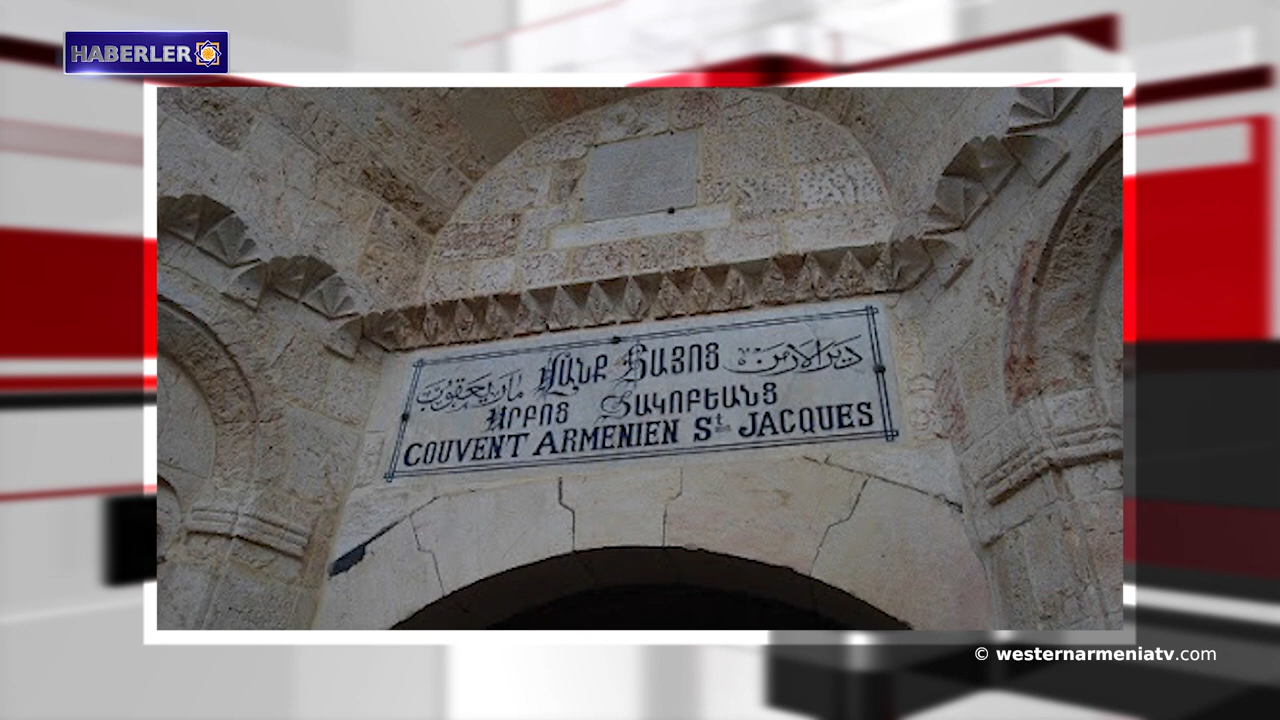 HABERLER
مار يعقوب ՎԱՆՔ ՀԱՅՈՑ دير الارمن
ՍՐԲՈՑ ՅԱԿՈԲԵԱՆՑ
COUVENT ARMENIEN St JACQUES
© westernarmeniatv.com